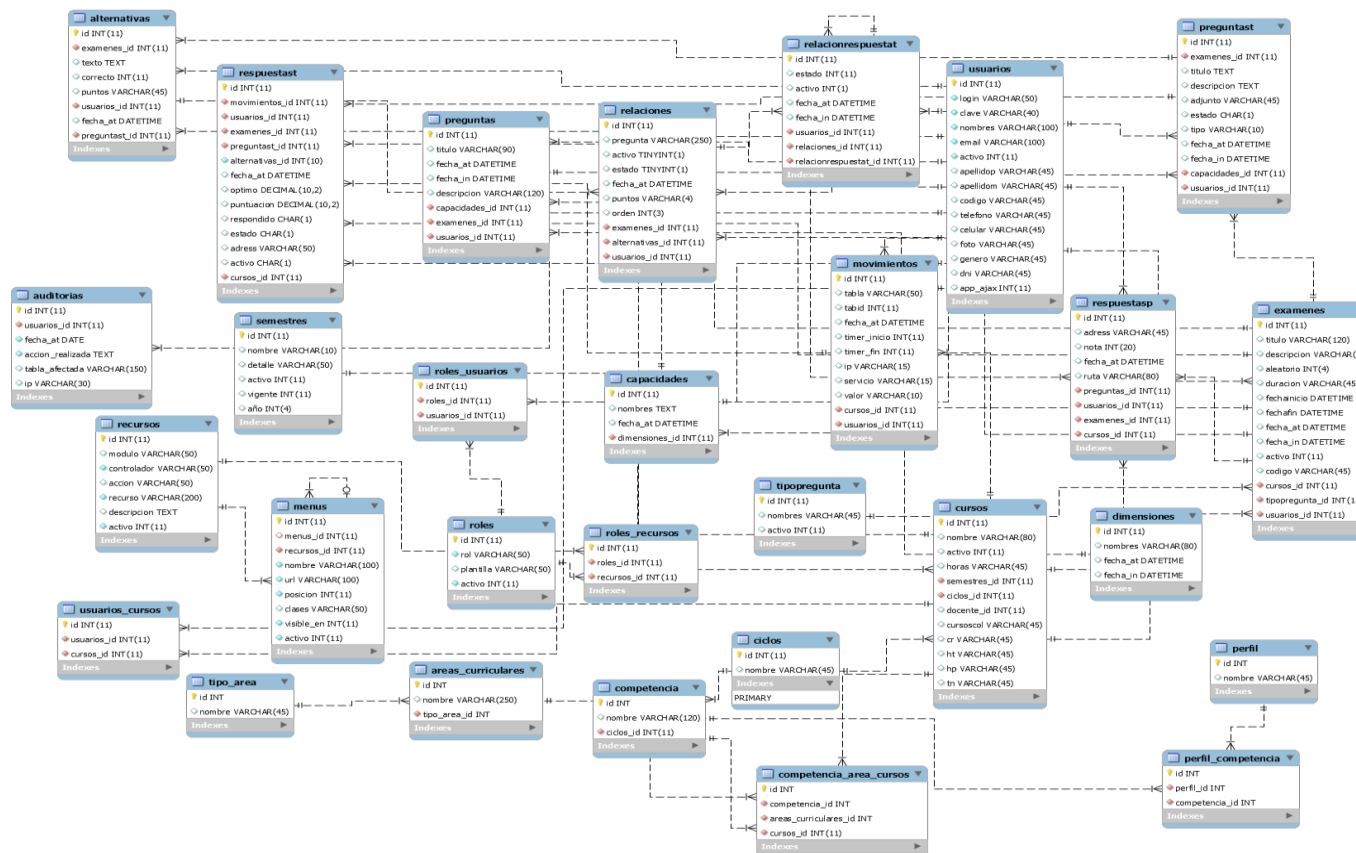 alternativas
id INT(11)
examenes_id INT(11)
texto TEXT
correcto INT(11)
puntos VARCHAR(45)
usuarios_id INT(11)
fecha_at DATETIME
preguntast_id INT(11)
Indexes
respuestast
id INT(11)
movimientos_id INT(11)
usuarios_id INT(11)
examenes_id INT(11)
preguntast_id INT(11)
alternativas_id INT(10)
fecha_at DATETIME
optimo DECIMAL(10,2)
puntuacion DECIMAL(10,2)
respondido CHAR(1)
estado CHAR(1)
adress VARCHAR(50)
activo CHAR(1)
cursos_id INT(11)
Indexes
preguntas
id INT(11)
titulo VARCHAR(90)
fecha_at DATETIME
fecha_in DATETIME
descripcion VARCHAR(120)
capacidades_id INT(11)
examenes_id INT(11)
usuarios_id INT(11)
Indexes
relaciones
id INT(11)
pregunta VARCHAR(250)
activo TINYINT(1)
estado TINYINT(1)
fecha_at DATETIME
puntos VARCHAR(4)
orden INT(3)
examenes_id INT(11)
alternativas_id INT(11)
usuarios_id INT(11)
Indexes
relacionrespuestat
id INT(11)
estado INT(11)
activo INT(1)
fecha_at DATETIME
fecha_in DATETIME
usuarios_id INT(11)
relaciones_id INT(11)
relacionrespuestat_id INT(11)
Indexes
usuarios
id INT(11)
login VARCHAR(50)
clave VARCHAR(40)
nombres VARCHAR(100)
email VARCHAR(100)
activo INT(11)
apellidop VARCHAR(45)
apellidom VARCHAR(45)
codigo VARCHAR(45)
telefono VARCHAR(45)
celular VARCHAR(45)
foto VARCHAR(45)
genero VARCHAR(45)
dni VARCHAR(45)
app_ajax INT(11)
Indexes
preguntast
id INT(11)
examenes_id INT(11)
titulo TEXT
descripcion TEXT
adjunto VARCHAR(45)
estado CHAR(1)
tipo VARCHAR(10)
fecha_at DATETIME
fecha_in DATETIME
capacidades_id INT(11)
usuarios_id INT(11)
Indexes
auditorias
id INT(11)
usuarios_id INT(11)
fecha_at DATE
accion_realizada TEXT
tabla_afectada VARCHAR(150)
ip VARCHAR(30)
Indexes
semestres
id INT(11)
nombre VARCHAR(10)
detalle VARCHAR(50)
activo INT(11)
vigente INT(11)
año INT(4)
Indexes
roles_usuarios
id INT(11)
roles_id INT(11)
usuarios_id INT(11)
Indexes
capacidades
id INT(11)
nombres TEXT
fecha_at DATETIME
dimensiones_id INT(11)
Indexes
movimientos
id INT(11)
tabla VARCHAR(50)
tabid INT(11)
fecha_at DATETIME
timer_inicio INT(11)
timer_fin INT(11)
ip VARCHAR(15)
servicio VARCHAR(15)
valor VARCHAR(10)
cursos_id INT(11)
usuarios_id INT(11)
Indexes
respuestasp
id INT(11)
adress VARCHAR(45)
nota INT(20)
fecha_at DATETIME
ruta VARCHAR(80)
preguntas_id INT(11)
usuarios_id INT(11)
examenes_id INT(11)
cursos_id INT(11)
Indexes
examenes
id INT(11)
titulo VARCHAR(120)
descripcion VARCHAR(
aleatorio INT(4)
duracion VARCHAR(45
fechainicio DATETIME
fechafin DATETIME
fecha_at DATETIME
fecha_in DATETIME
activo INT(11)
codigo VARCHAR(45)
cursos_id INT(11)
tipopregunta_id INT(1
usuarios_id INT(11)
Indexes
recursos
id INT(11)
modulo VARCHAR(50)
controlador VARCHAR(50)
accion VARCHAR(50)
recurso VARCHAR(200)
descripcion TEXT
activo INT(11)
Indexes
menus
id INT(11)
menus_id INT(11)
recursos_id INT(11)
nombre VARCHAR(100)
url VARCHAR(100)
posicion INT(11)
clases VARCHAR(50)
visible_en INT(11)
activo INT(11)
Indexes
roles
id INT(11)
rol VARCHAR(50)
plantilla VARCHAR(50)
activo INT(11)
Indexes
roles_recursos
id INT(11)
roles_id INT(11)
recursos_id INT(11)
Indexes
tipopregunta
id INT(11)
nombres VARCHAR(45)
activo INT(11)
Indexes
cursos
id INT(11)
nombre VARCHAR(80)
activo INT(11)
horas VARCHAR(45)
semestres_id INT(11)
ciclos_id INT(11)
docente_id INT(11)
cursoscol VARCHAR(45)
cr VARCHAR(45)
ht VARCHAR(45)
hp VARCHAR(45)
tn VARCHAR(45)
Indexes
dimensiones
id INT(11)
nombres VARCHAR(80)
fecha_at DATETIME
fecha_in DATETIME
Indexes
usuarios_cursos
id INT(11)
usuarios_id INT(11)
cursos_id INT(11)
Indexes
tipo_area
id INT
nombre VARCHAR(45)
Indexes
areas_curriculares
id INT
nombre VARCHAR(250)
tipo_area_id INT
Indexes
competencia
id INT
nombre VARCHAR(120)
ciclos_id INT(11)
Indexes
ciclos
id INT(11)
nombre VARCHAR(45)
Indexes
PRIMARY
perfil
id INT
nombre VARCHAR(45)
Indexes
competencia_area_cursos
id INT
competencia_id INT
areas_curriculares_id INT
cursos_id INT(11)
Indexes
perfil_competencia
id INT
perfil_id INT
competencia_id INT
Indexes